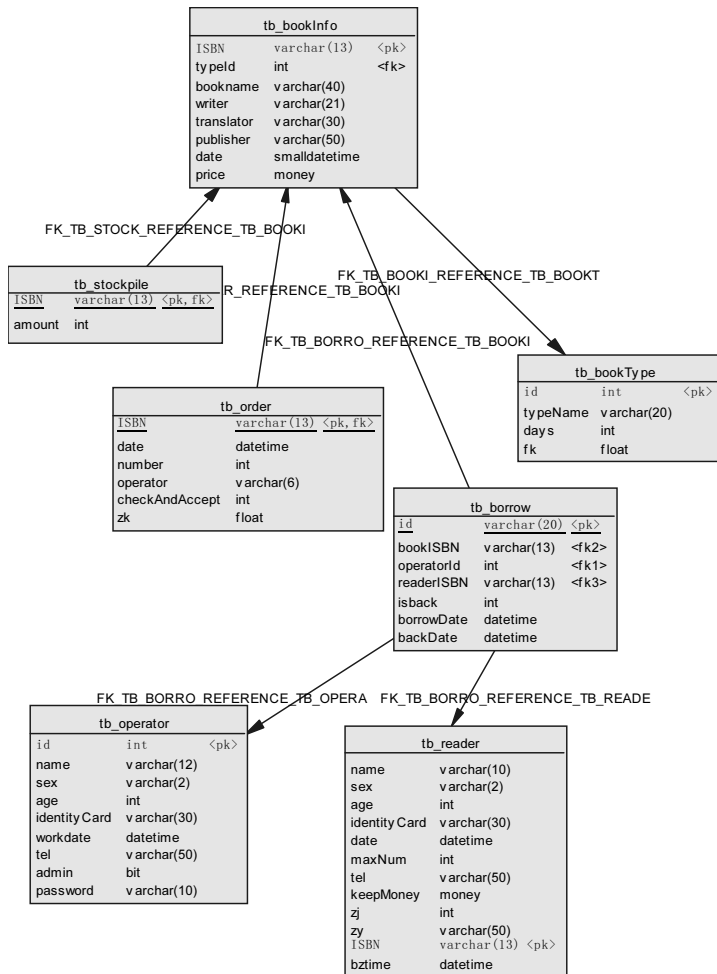 tb_bookInfo
ISBN varchar(13) <pk>
typeId int <fk>
bookname varchar(40)
writer varchar(21)
translator varchar(30)
publisher varchar(50)
date smalldatetime
price money
FK_TB_STOCK_REFERENCE_TB_BOOKI
FK_TB_BOOKI_REFERENCE_TB_BOOKT
tb_stockpile
ISBN varchar(13) <pk,fk>
amount int
R_REFERENCE_TB_BOOKI
FK_TB_BORRO_REFERENCE_TB_BOOKI
tb_bookType
id int <pk>
typeName varchar(20)
days int
fk float
tb_order
ISBN varchar(13) <pk,fk>
date datetime
number int
operator varchar(6)
checkAndAccept int
zk float
tb_borrow
id varchar(20) <pk>
bookISBN varchar(13) <fk2>
operatorId int <fk1>
readerISBN varchar(13) <fk3>
isback int
borrowDate datetime
backDate datetime
FK_TB_BORRO_REFERENCE_TB_OPERA
FK_TB_BORRO_REFERENCE_TB_READE
tb_operator
id int <pk>
name varchar(12)
sex varchar(2)
age int
identityCard varchar(30)
workdate datetime
tel varchar(50)
admin bit
password varchar(10)
tb_reader
name varchar(10)
sex varchar(2)
age int
identityCard varchar(30)
date datetime
maxNum int
tel varchar(50)
keepMoney money
zj int
zy varchar(50)
ISBN varchar(13) <pk>
bztime datetime